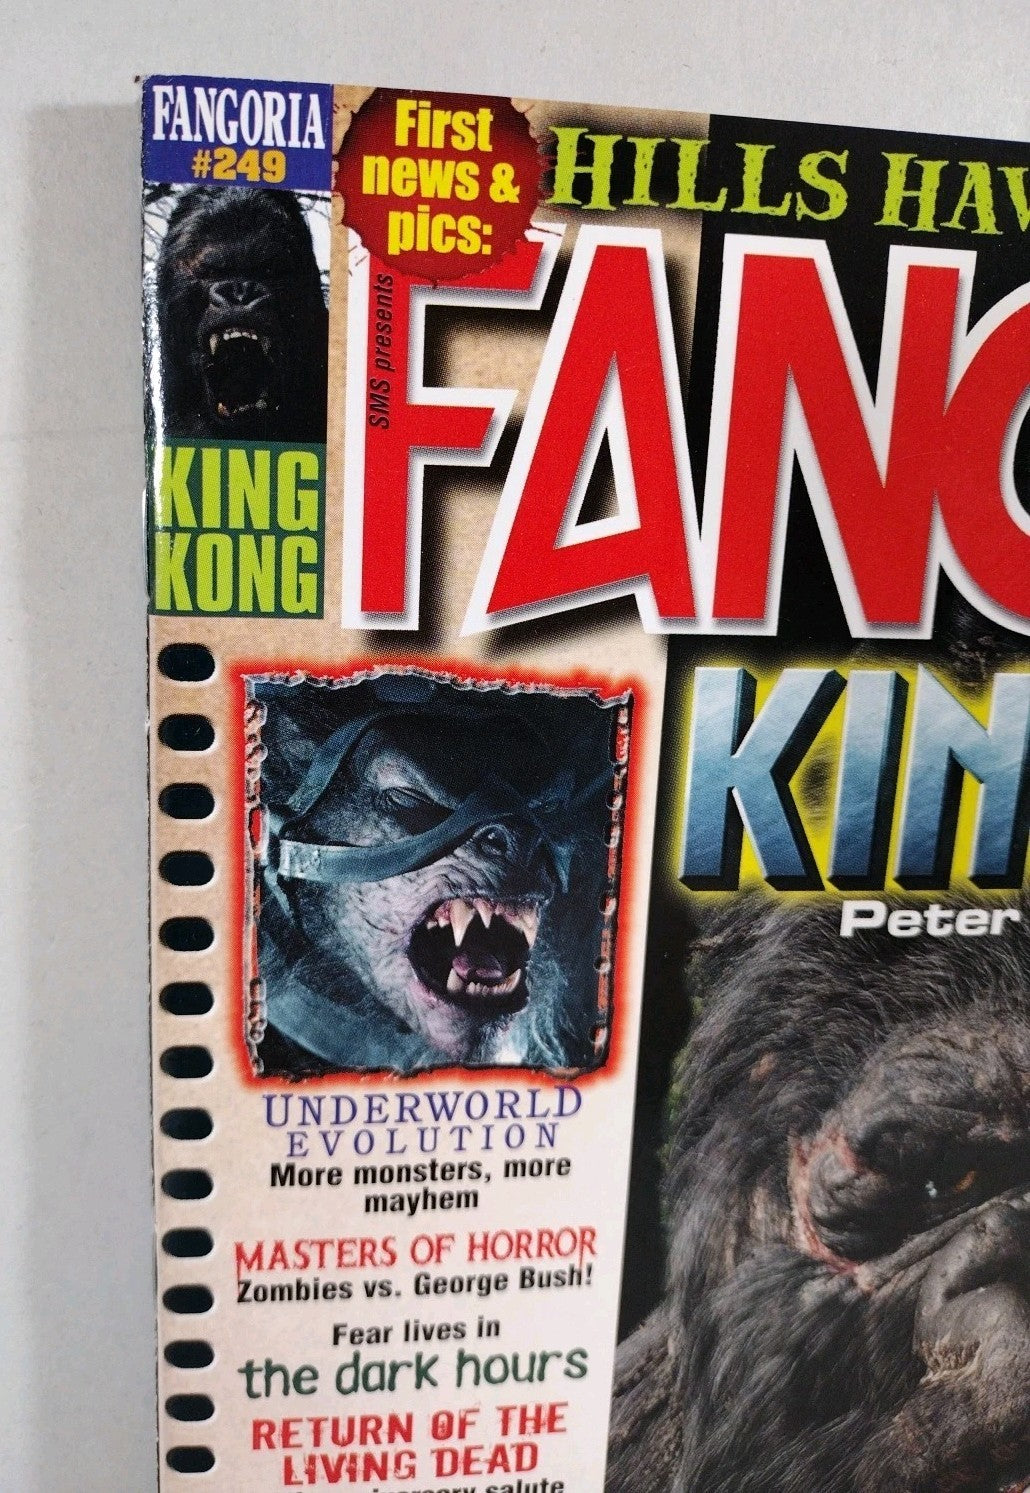 FANGORIA
#249
KING
KONG
First
news &
pics:
HILLS HAV
SMS presents
FANG
KIN
Peter
UNDERWORLD
EVOLUTION
More monsters, more
mayhem
MASTERS OF HORROR
Zombies vs. George Bush!
Fear lives in
the dark hours
RETURN OF THE
LIVING DEAD
salute